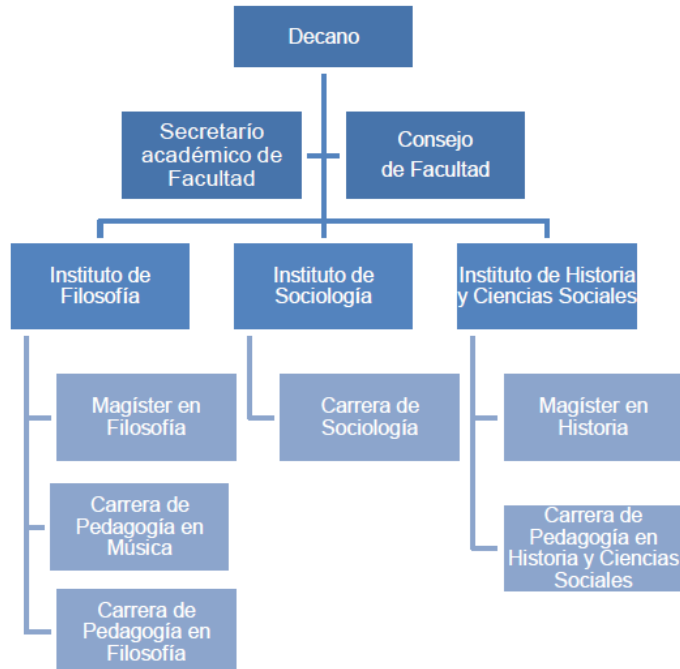 Decano
Secretario
académico de
Facultad
Consejo
de Facultad
Instituto de
Filosofía
Instituto de
Sociología
Instituto de Historia
y Ciencias Sociales
Magíster en
Filosofía
Carrera de
Pedagogía en
Música
Carrera de
Pedagogía en
Filosofía
Carrera de
Sociología
Magíster en
Historia
Carrera de
Pedagogía en
Historia y Ciencias
Sociales